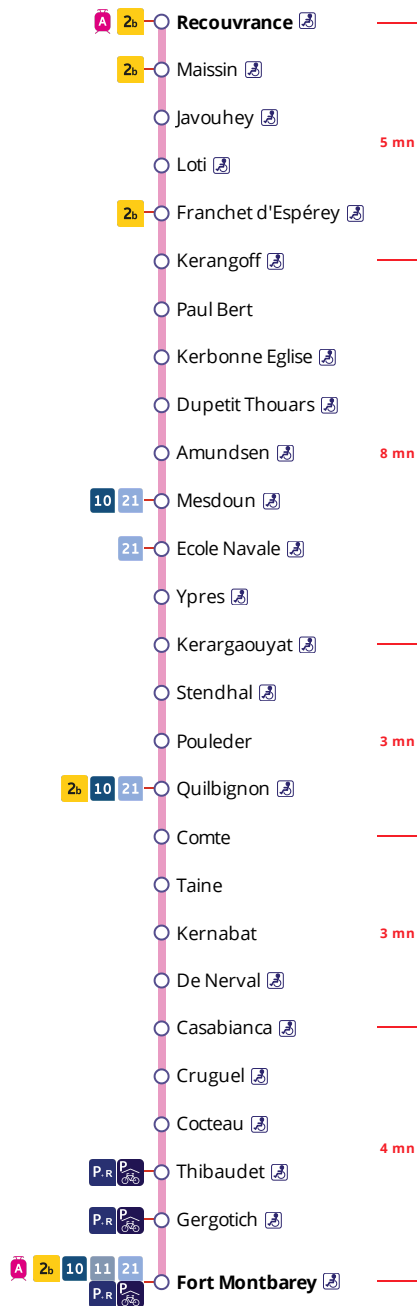 A 2b Recouvrance
2b Maissin
Javouhey
5 mn
Loti
2b Franchet d'Espérey
Kerangoff
Paul Bert
Kerbonne Eglise
Dupetit Thouars
Amundsen
8 mn
10 21 Mesdoun
21 Ecole Navale
Ypres
Kerargaouyat
Stendhal
Pouleder
3 mn
2b 10 21 Quilbignon
Comte
Taine
Kernabat
3 mn
De Nerval
Casabianca
Cruguel
Cocteau
4 mn
P+R P Thibaudet
P+R P Gergotich
A 2b 10 11 21
Fort Montbarey
P+R P